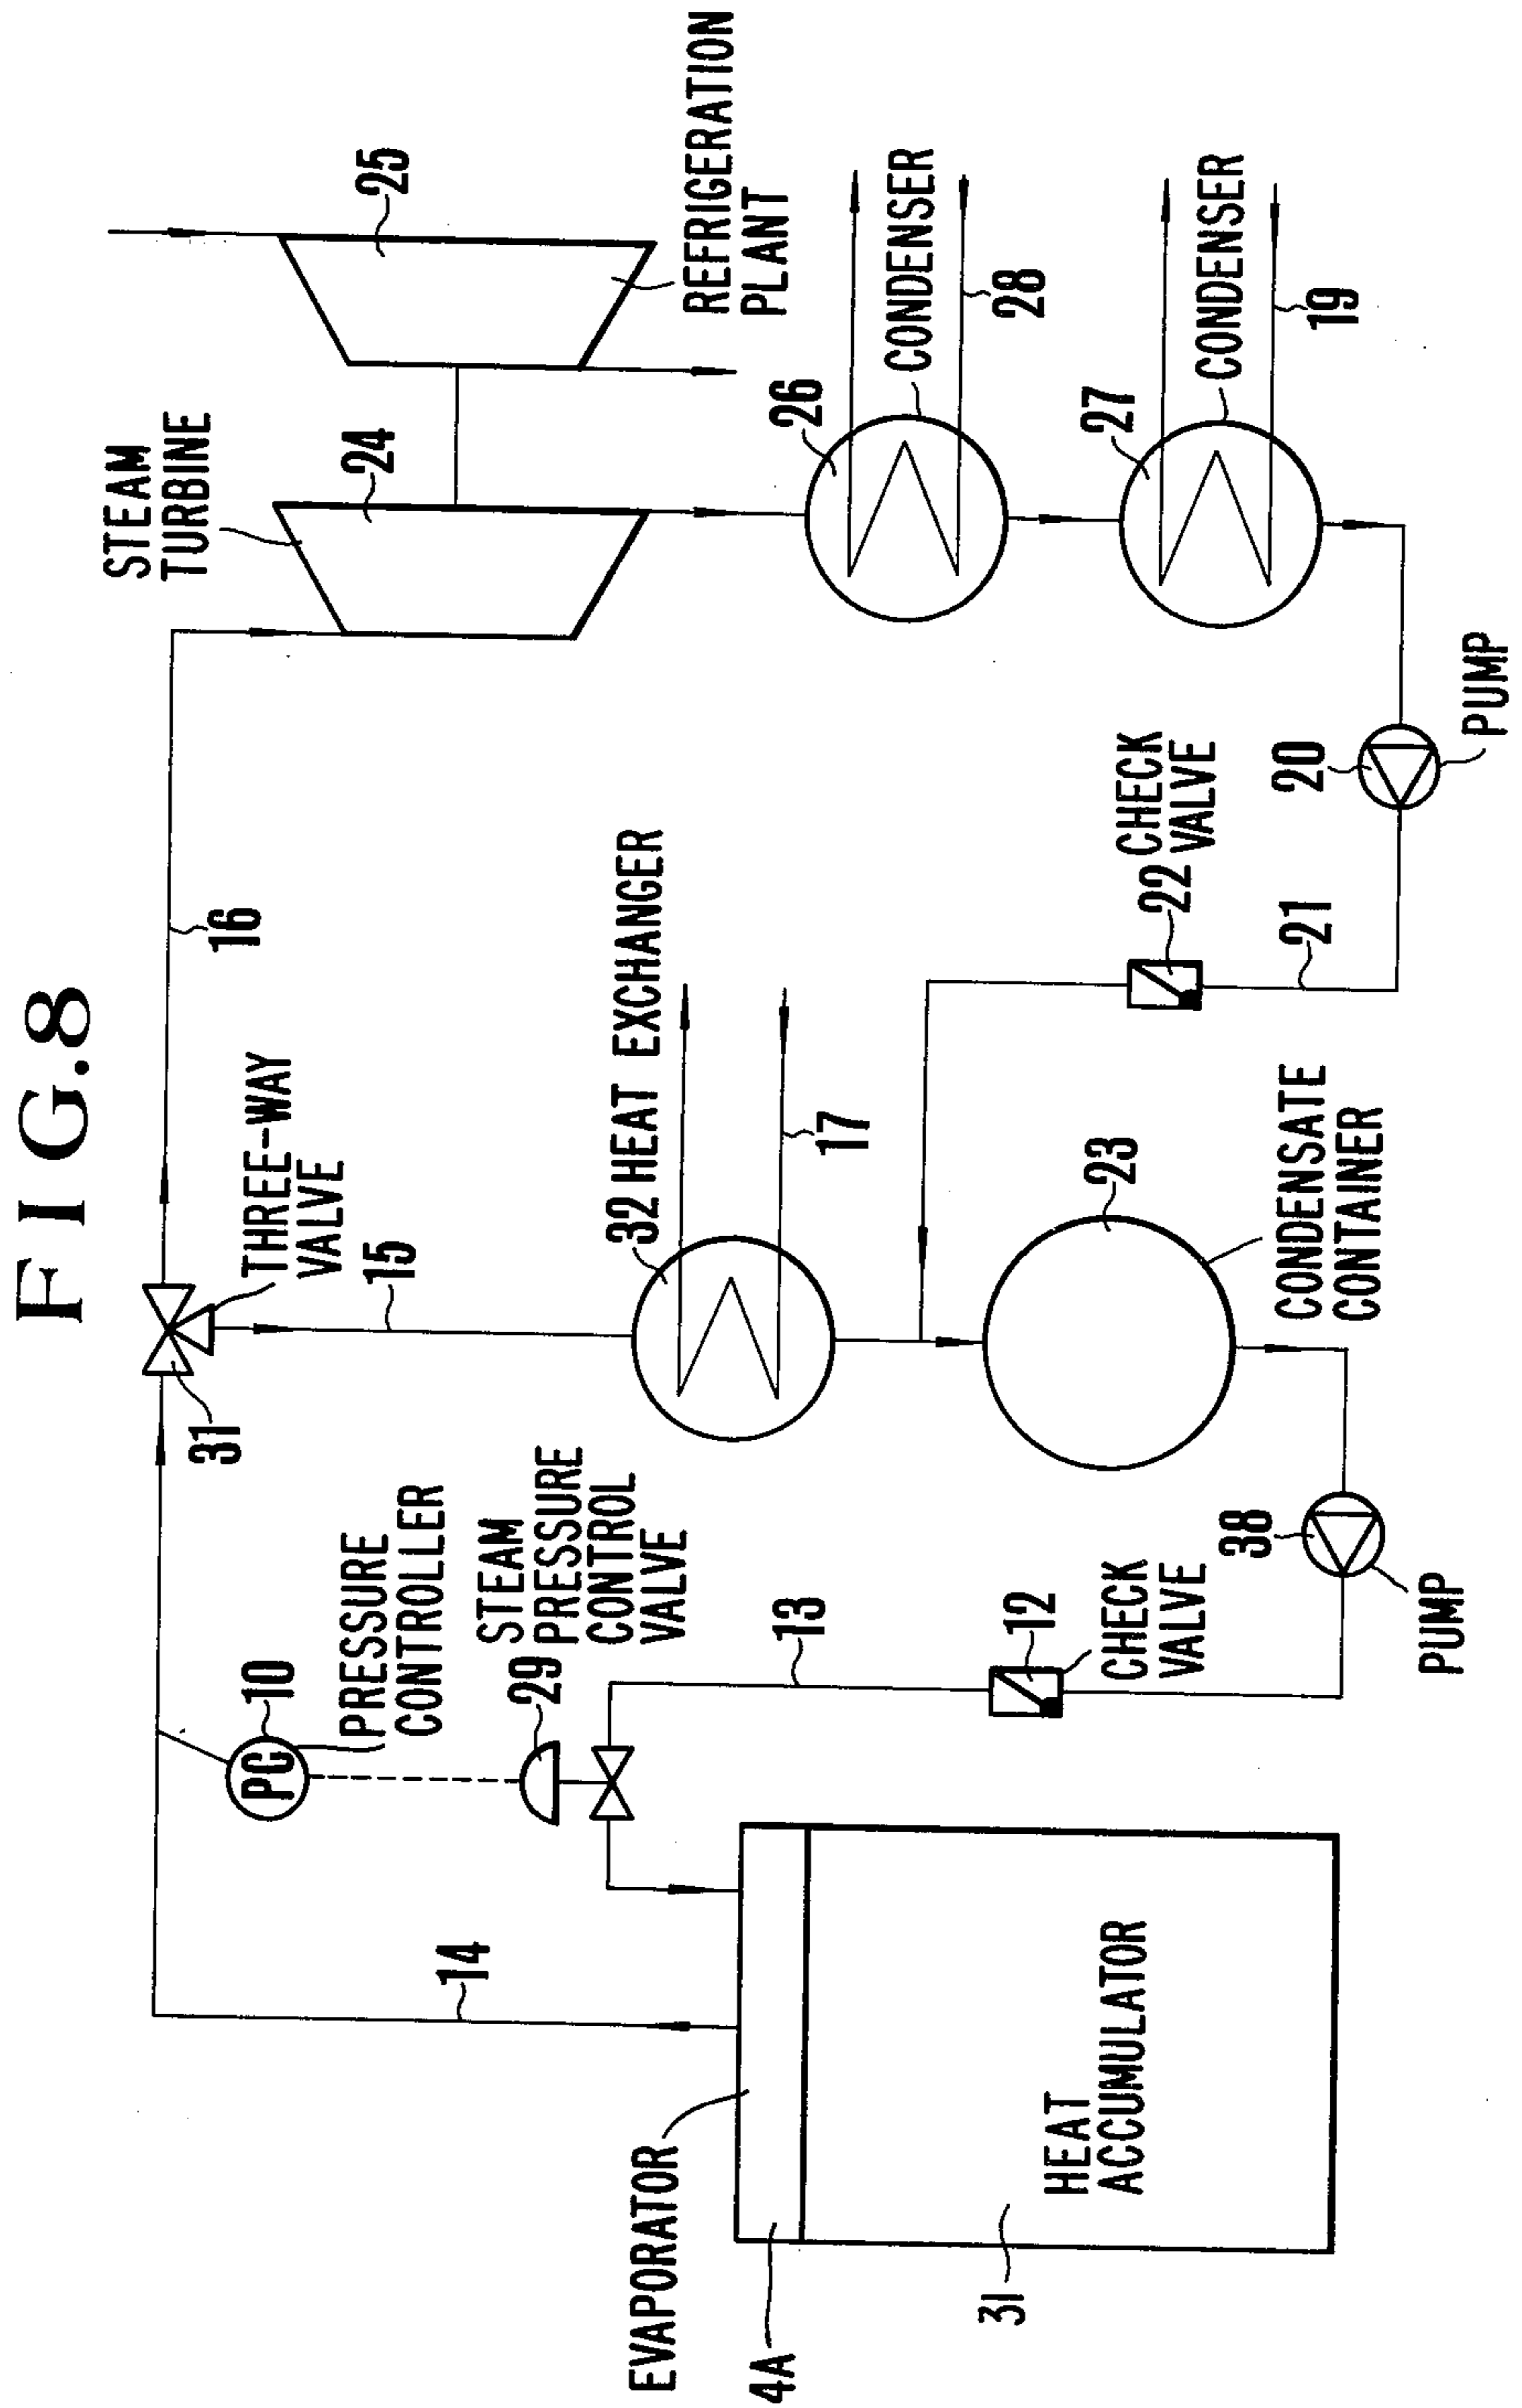 FIG.8
STEAM
TURBINE
24
25
REFRIGERATION
PLANT
16
THREE-WAY
VALVE
31
15
10
PC
PRESSURE
CONTROLLER
14
STEAM
PRESSURE
CONTROL
VALVE
29
32 HEAT EXCHANGER
17
26
CONDENSER
28
27
CONDENSER
19
22 CHECK
VALVE
21
20
PUMP
23
CONDENSATE
CONTAINER
13
12
CHECK
VALVE
38
PUMP
EVAPORATOR
4A
HEAT
ACCUMULATOR
31